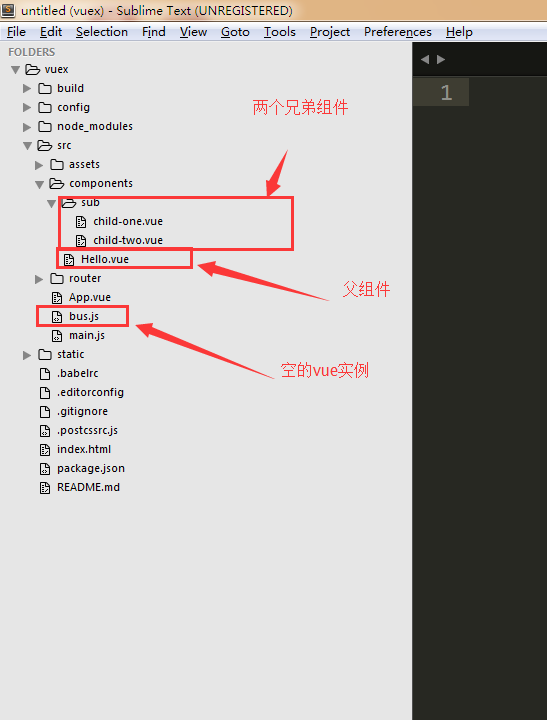 untitled (vuex) - Sublime Text (UNREGISTERED)
File Edit Selection Find View Goto Tools Project Preferences Help
FOLDERS
vuex
build
config
node_modules
src
assets
components
sub
child-one.vue
child-two.vue
Hello.vue
router
App.vue
bus.js
main.js
static
.babelrc
.editorconfig
.gitignore
.postcssrc.js
index.html
package.json
README.md
两个兄弟组件
父组件
空的vue实例
1